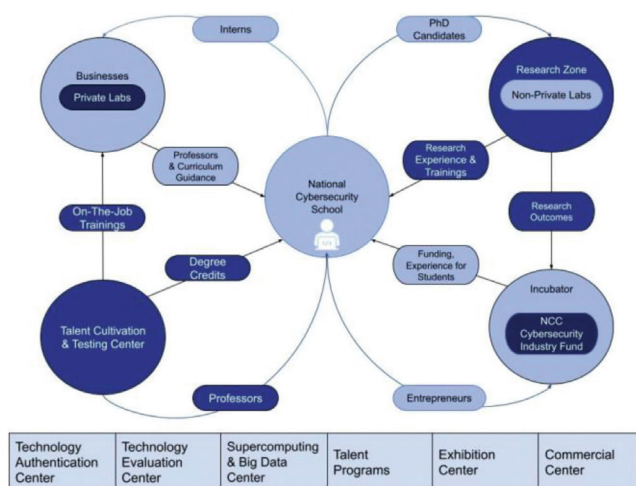 Interns
PhD
Candidates
Businesses
Private Labs
Research Zone
Non-Private Labs
Professors
& Curriculum
Guidance
National
Cybersecurity
School
Research
Experience &
Trainings
On-The-Job
Trainings
Research
Outcomes
Degree
Credits
Funding,
Experience for
Students
Talent Cultivation
& Testing Center
Incubator
NCC
Cybersecurity
Industry Fund
Professors
Entrepreneurs
Technology
Authentication
Center
Technology
Evaluation
Center
Supercomputing
& Big Data
Center
Talent
Programs
Exhibition
Center
Commercial
Center